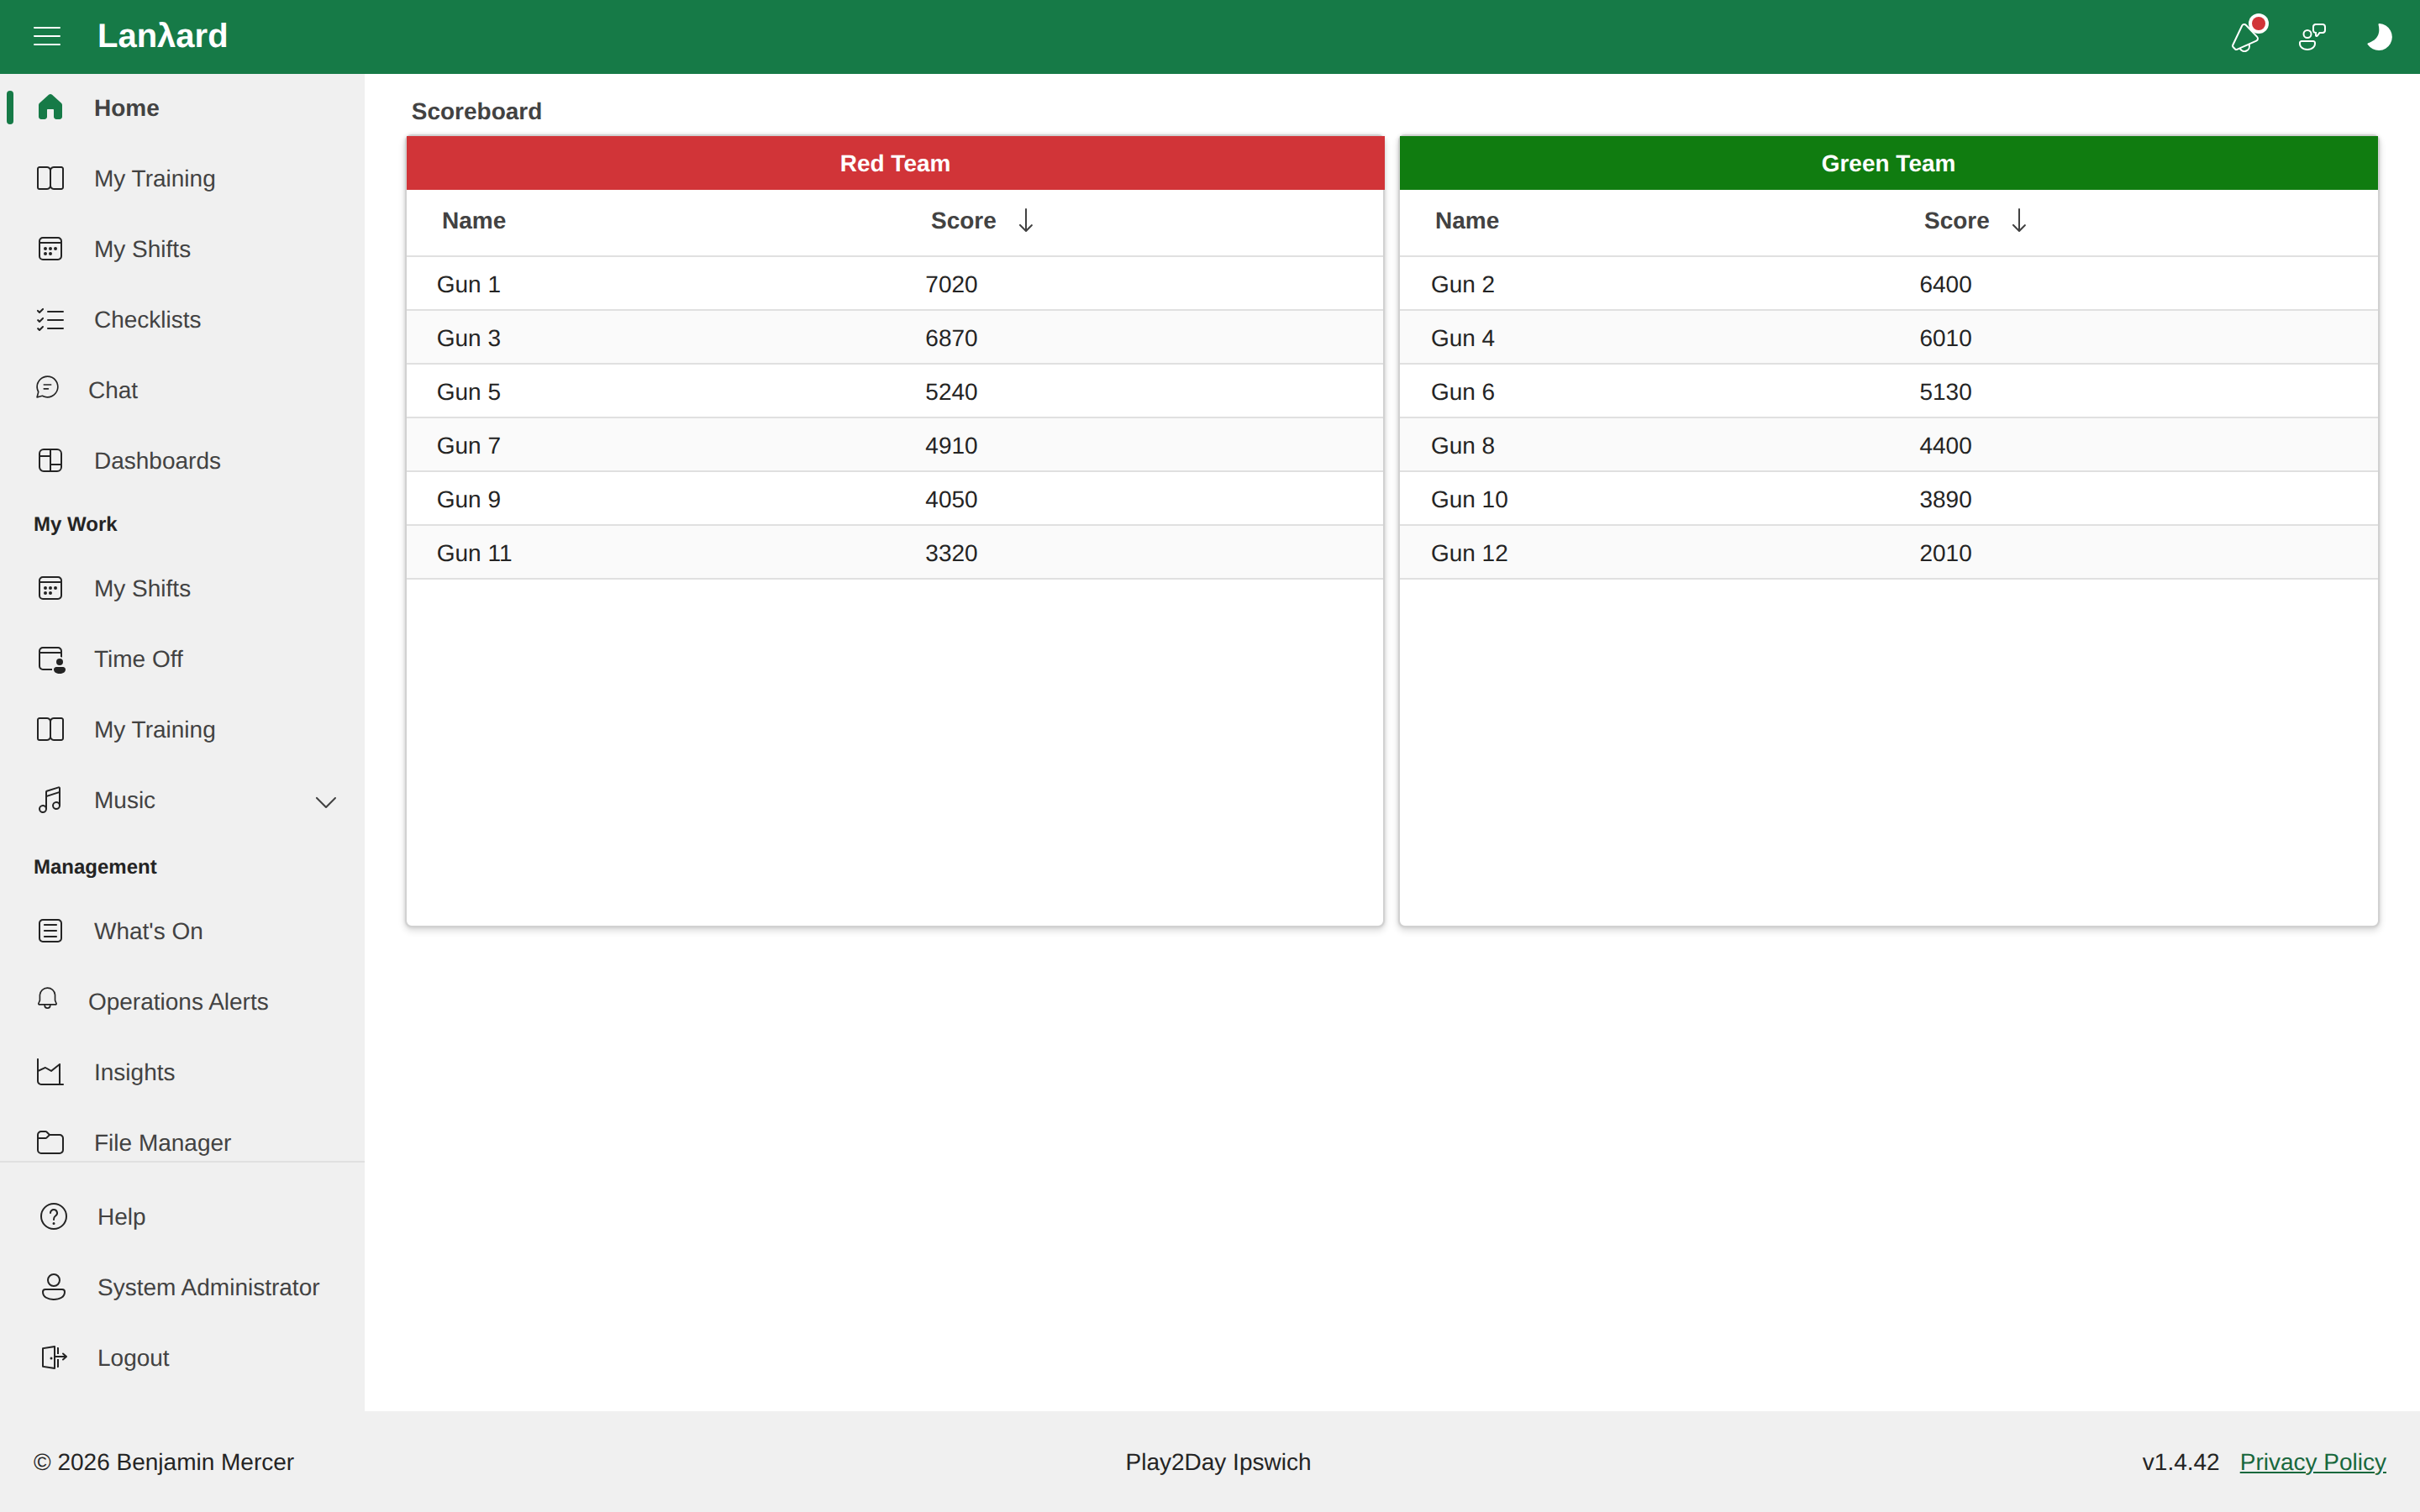 Lanλard
Home
My Training
My Shifts
Checklists
Chat
Dashboards
My Work
My Shifts
Time Off
My Training
Music
Management
What's On
Operations Alerts
Insights
File Manager
Help
System Administrator
Logout
Scoreboard
Red Team
Name Score
Gun 1 7020
Gun 3 6870
Gun 5 5240
Gun 7 4910
Gun 9 4050
Gun 11 3320
Green Team
Name Score
Gun 2 6400
Gun 4 6010
Gun 6 5130
Gun 8 4400
Gun 10 3890
Gun 12 2010
© 2026 Benjamin Mercer
Play2Day Ipswich
v1.4.42 Privacy Policy